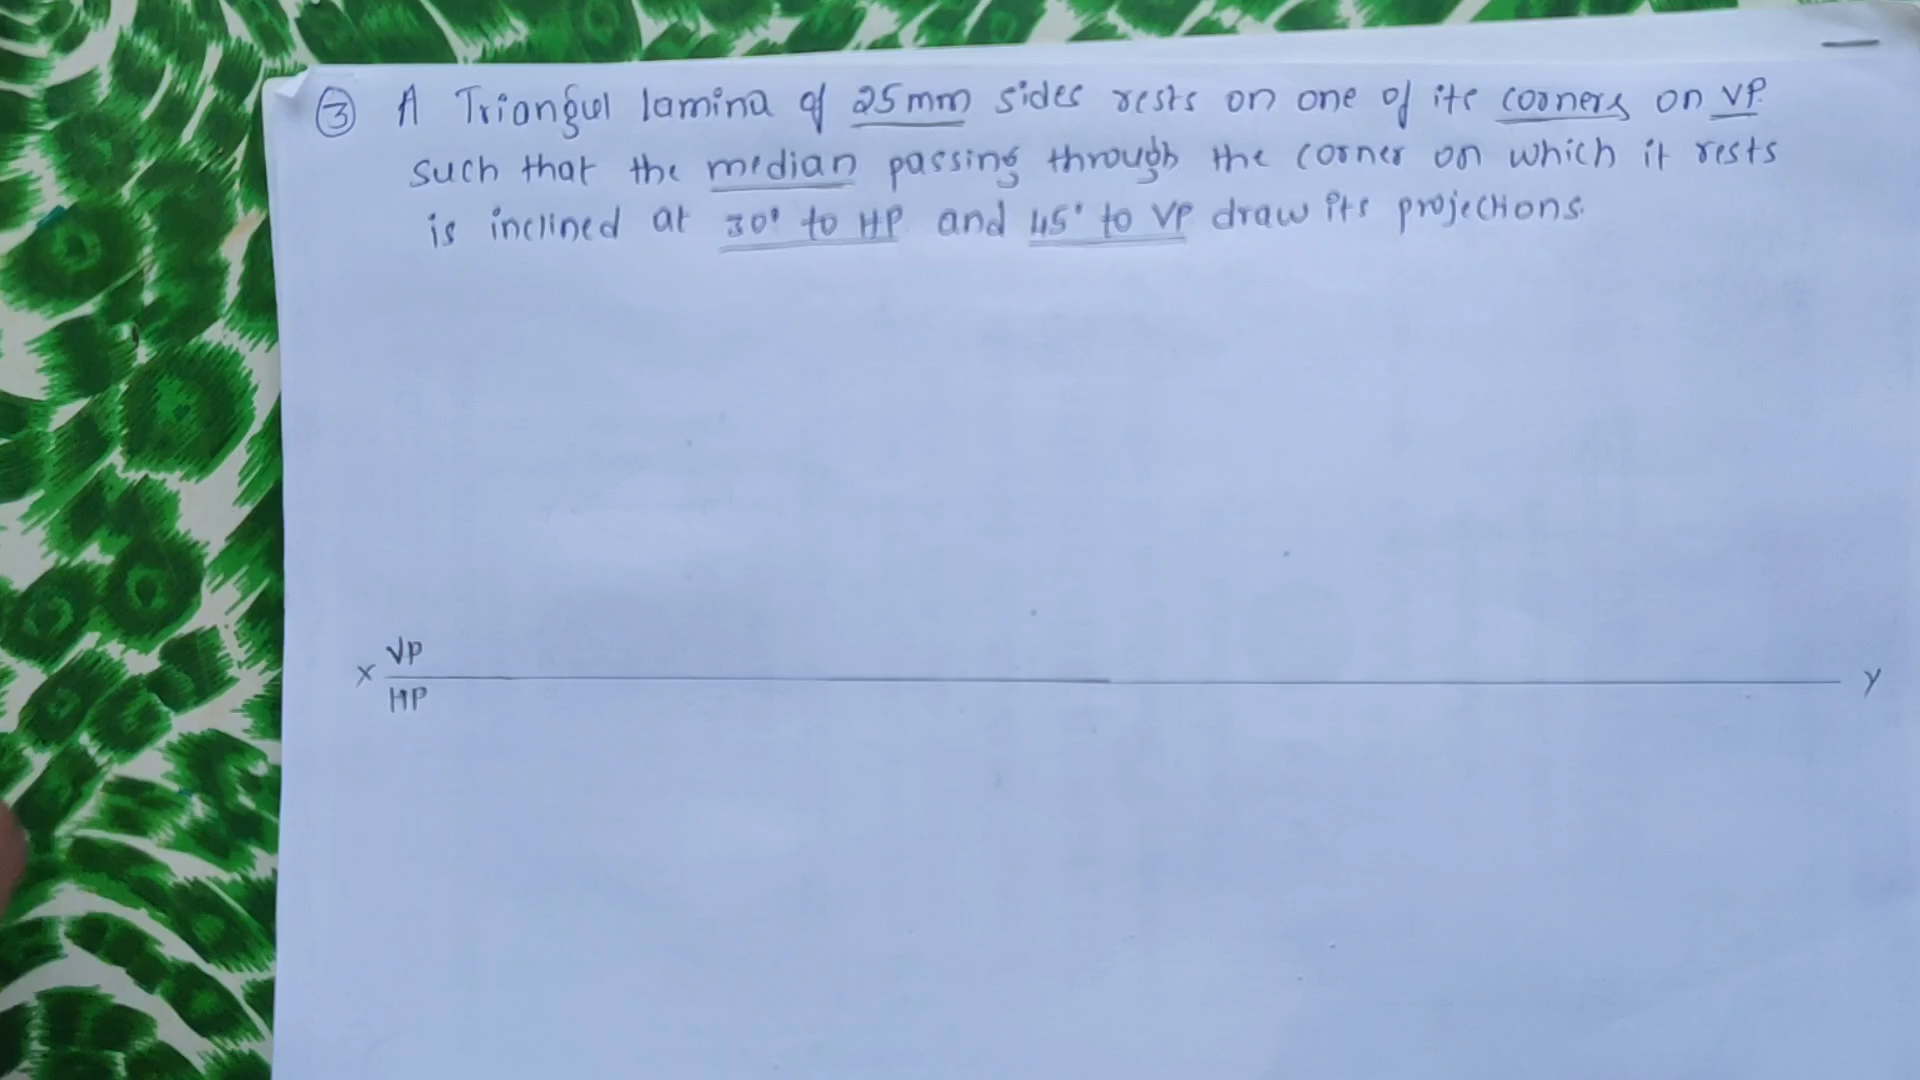 ③ A Triangul lamina of 25mm sides rests on one of its corners on VP.
such that the median passing through the corner on which it rests
is inclined at 30° to HP and 45° to VP draw its projections.
VP
X Y
HP